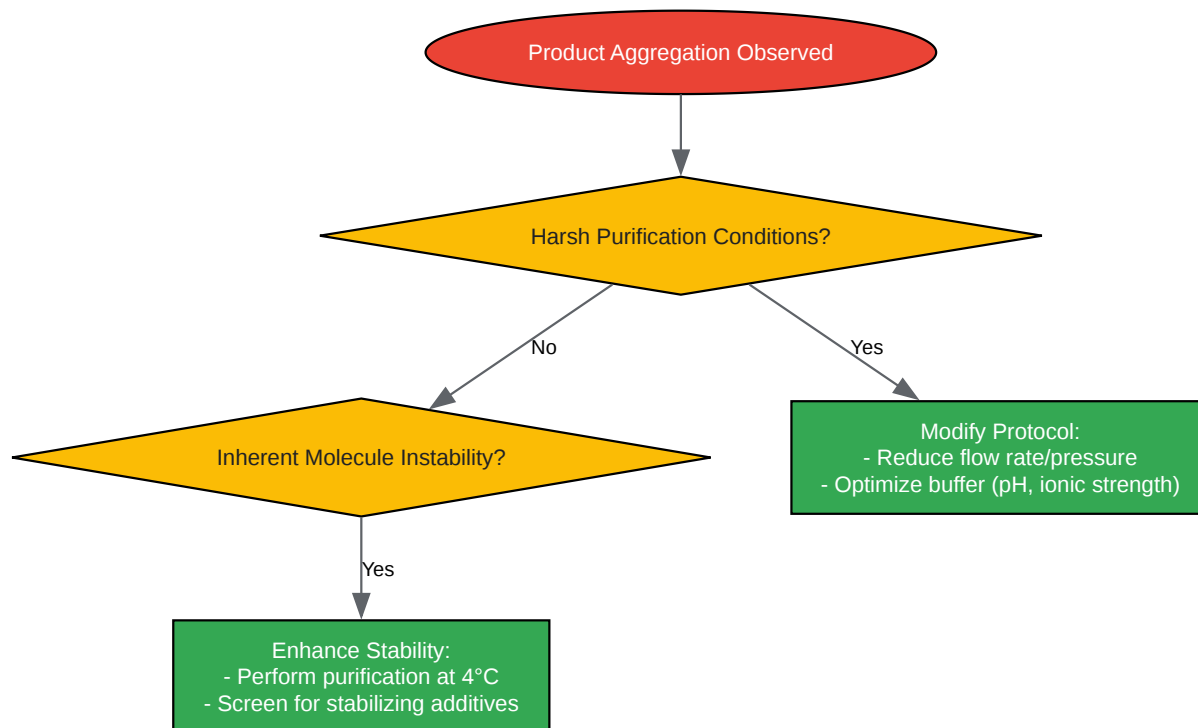 Product Aggregation Observed
Harsh Purification Conditions?
No
Yes
Inherent Molecule Instability?
Modify Protocol:
- Reduce flow rate/pressure
- Optimize buffer (pH, ionic strength)
Yes
Enhance Stability:
- Perform purification at 4°C
- Screen for stabilizing additives